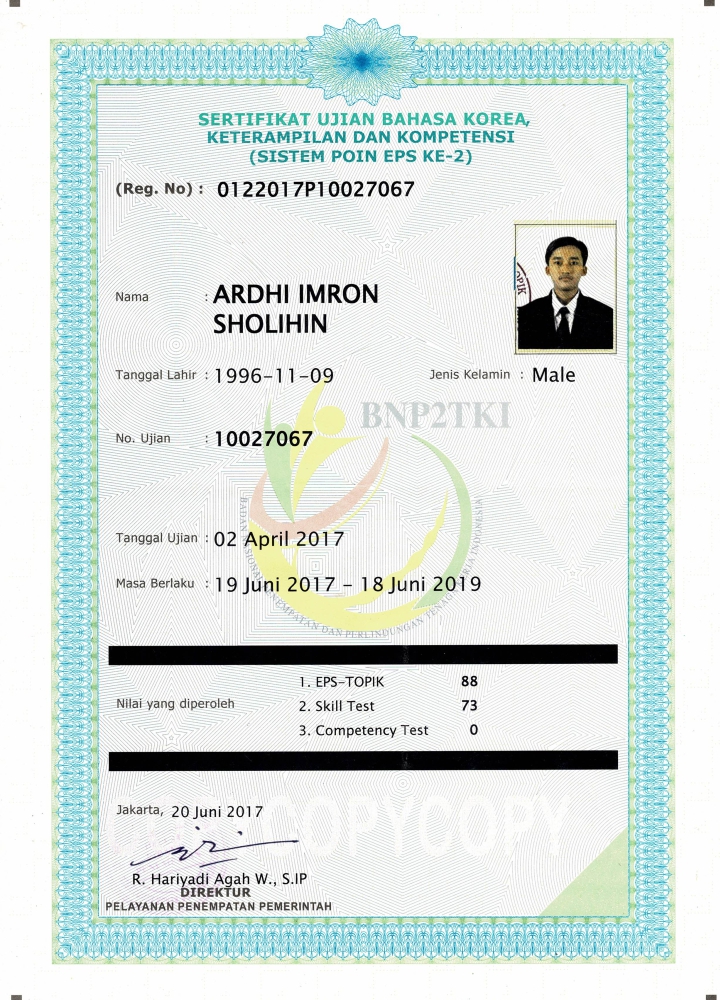 SERTIFIKAT UJIAN BAHASA KOREA,
KETERAMPILAN DAN KOMPETENSI
(SISTEM POIN EPS KE-2)
(Reg. No) : 0122017P10027067
TOPIK
Nama : ARDHI IMRON
SHOLIHIN
Tanggal Lahir : 1996-11-09 Jenis Kelamin : Male
BNP2TKI
No. Ujian : 10027067
Tanggal Ujian : 02 April 2017
Masa Berlaku : 19 Juni 2017 - 18 Juni 2019
BADAN NASIONAL PENEMPATAN DAN PERLINDUNGAN TENAGA KERJA INDONESIA
1. EPS-TOPIK 88
Nilai yang diperoleh 2. Skill Test 73
3. Competency Test 0
Jakarta, 20 Juni 2017
COPYCOPYCOPY
R. Hariyadi Agah W., S.IP
DIREKTUR
PELAYANAN PENEMPATAN PEMERINTAH